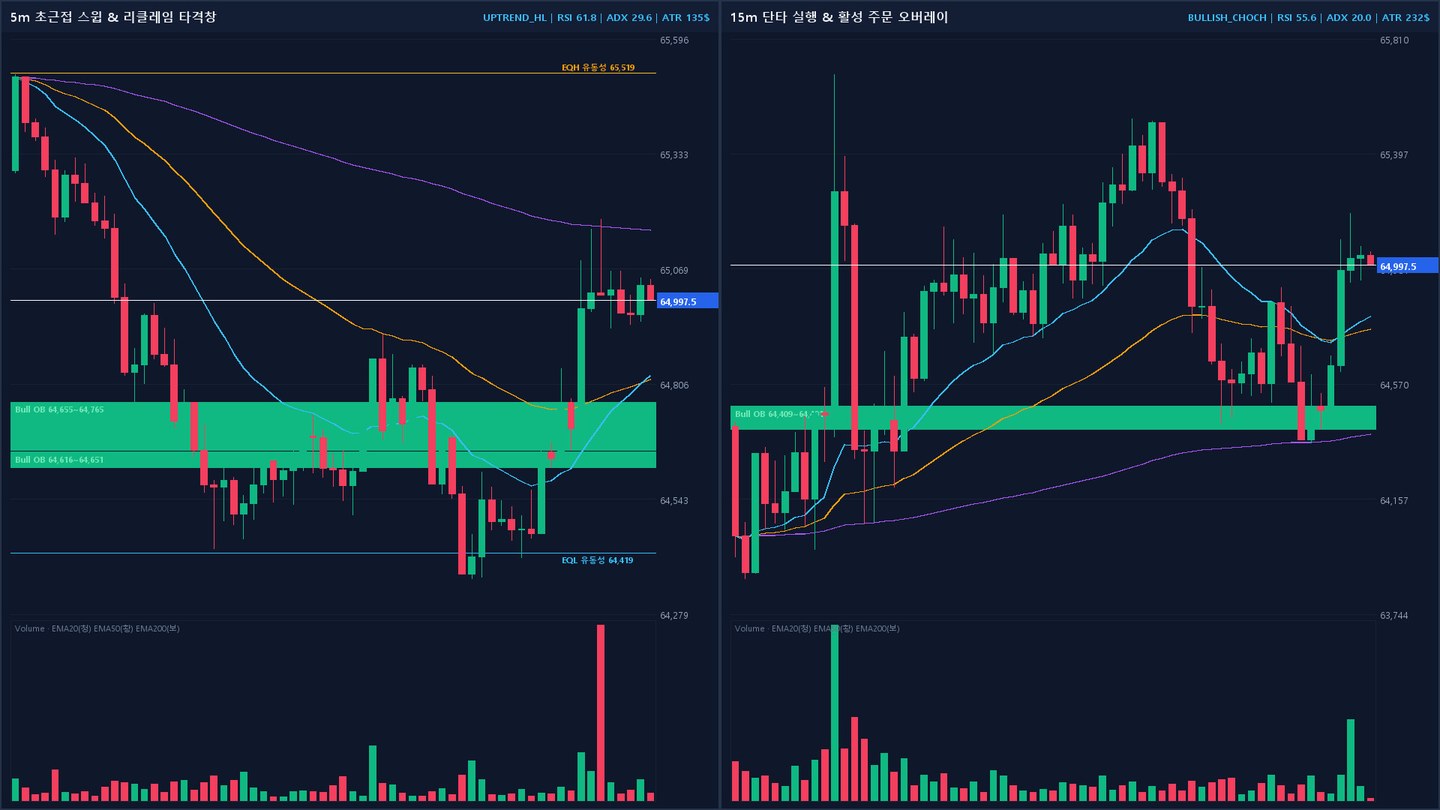 5m 초근접 스윕 & 리클레임 타격창
UPTREND_HL | RSI 61.8 | ADX 29.6 | ATR 135$
65,596
EQH 유동성 65,519
65,333
65,069
64,997.5
64,806
Bull OB 64,655~64,765
Bull OB 64,616~64,651
64,543
EQL 유동성 64,419
64,279
Volume · EMA20(청) EMA50(황) EMA200(보)
15m 단타 실행 & 활성 주문 오버레이
BULLISH_CHOCH | RSI 55.6 | ADX 20.0 | ATR 232$
65,810
65,397
64,997.5
64,570
Bull OB
64,157
63,744
Volume · EMA20(청) EMA200(보)